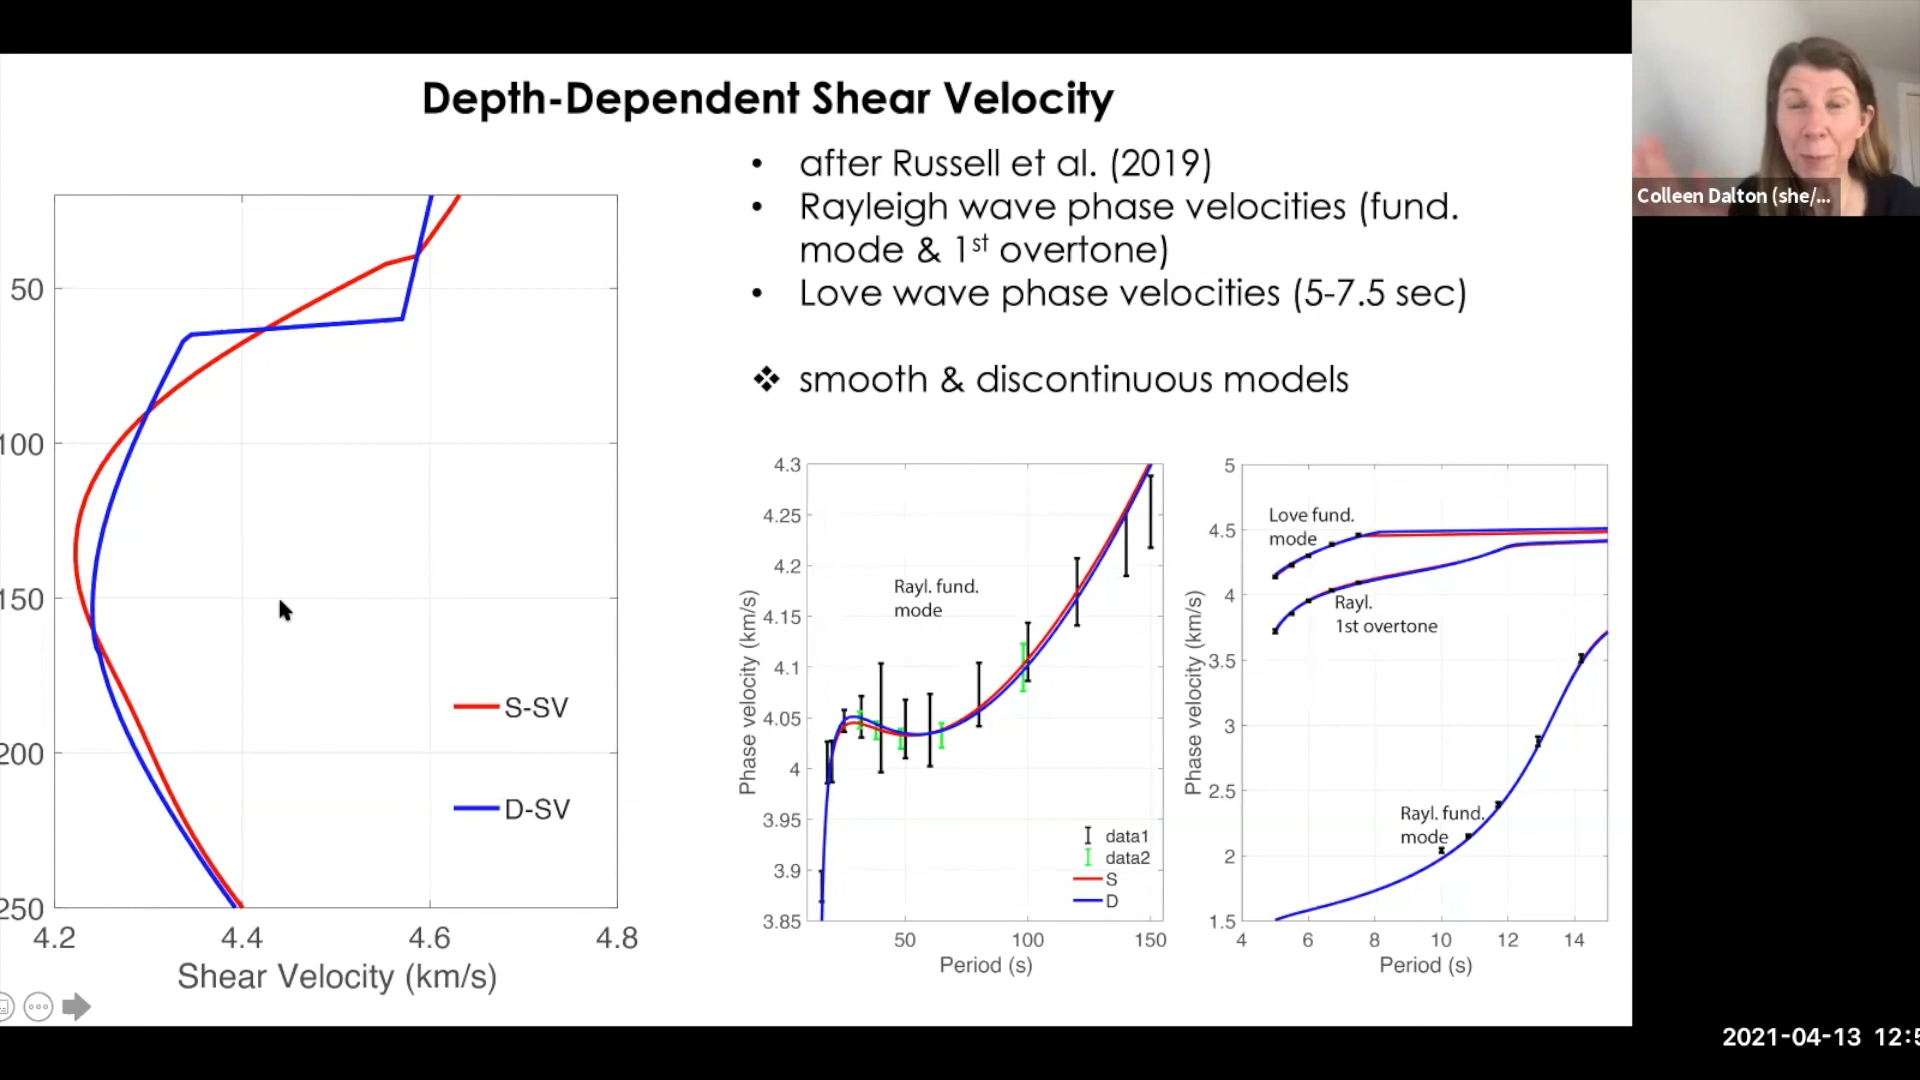 Depth-Dependent Shear Velocity
• after Russell et al. (2019)
• Rayleigh wave phase velocities (fund.
mode & 1st overtone)
• Love wave phase velocities (5-7.5 sec)
❖ smooth & discontinuous models
50
100
150
200
250
4.2 4.4 4.6 4.8
Shear Velocity (km/s)
S-SV
D-SV
4.3
4.25
4.2
4.15
4.1
4.05
4
3.95
3.9
3.85
50 100 150
Period (s)
Phase velocity (km/s)
Rayl. fund.
mode
data1
data2
S
D
5
4.5
4
3.5
3
2.5
2
1.5
4 6 8 10 12 14
Period (s)
Phase velocity (km/s)
Love fund.
mode
Rayl.
1st overtone
Rayl. fund.
mode
Colleen Dalton (she/...
2021-04-13 12:5